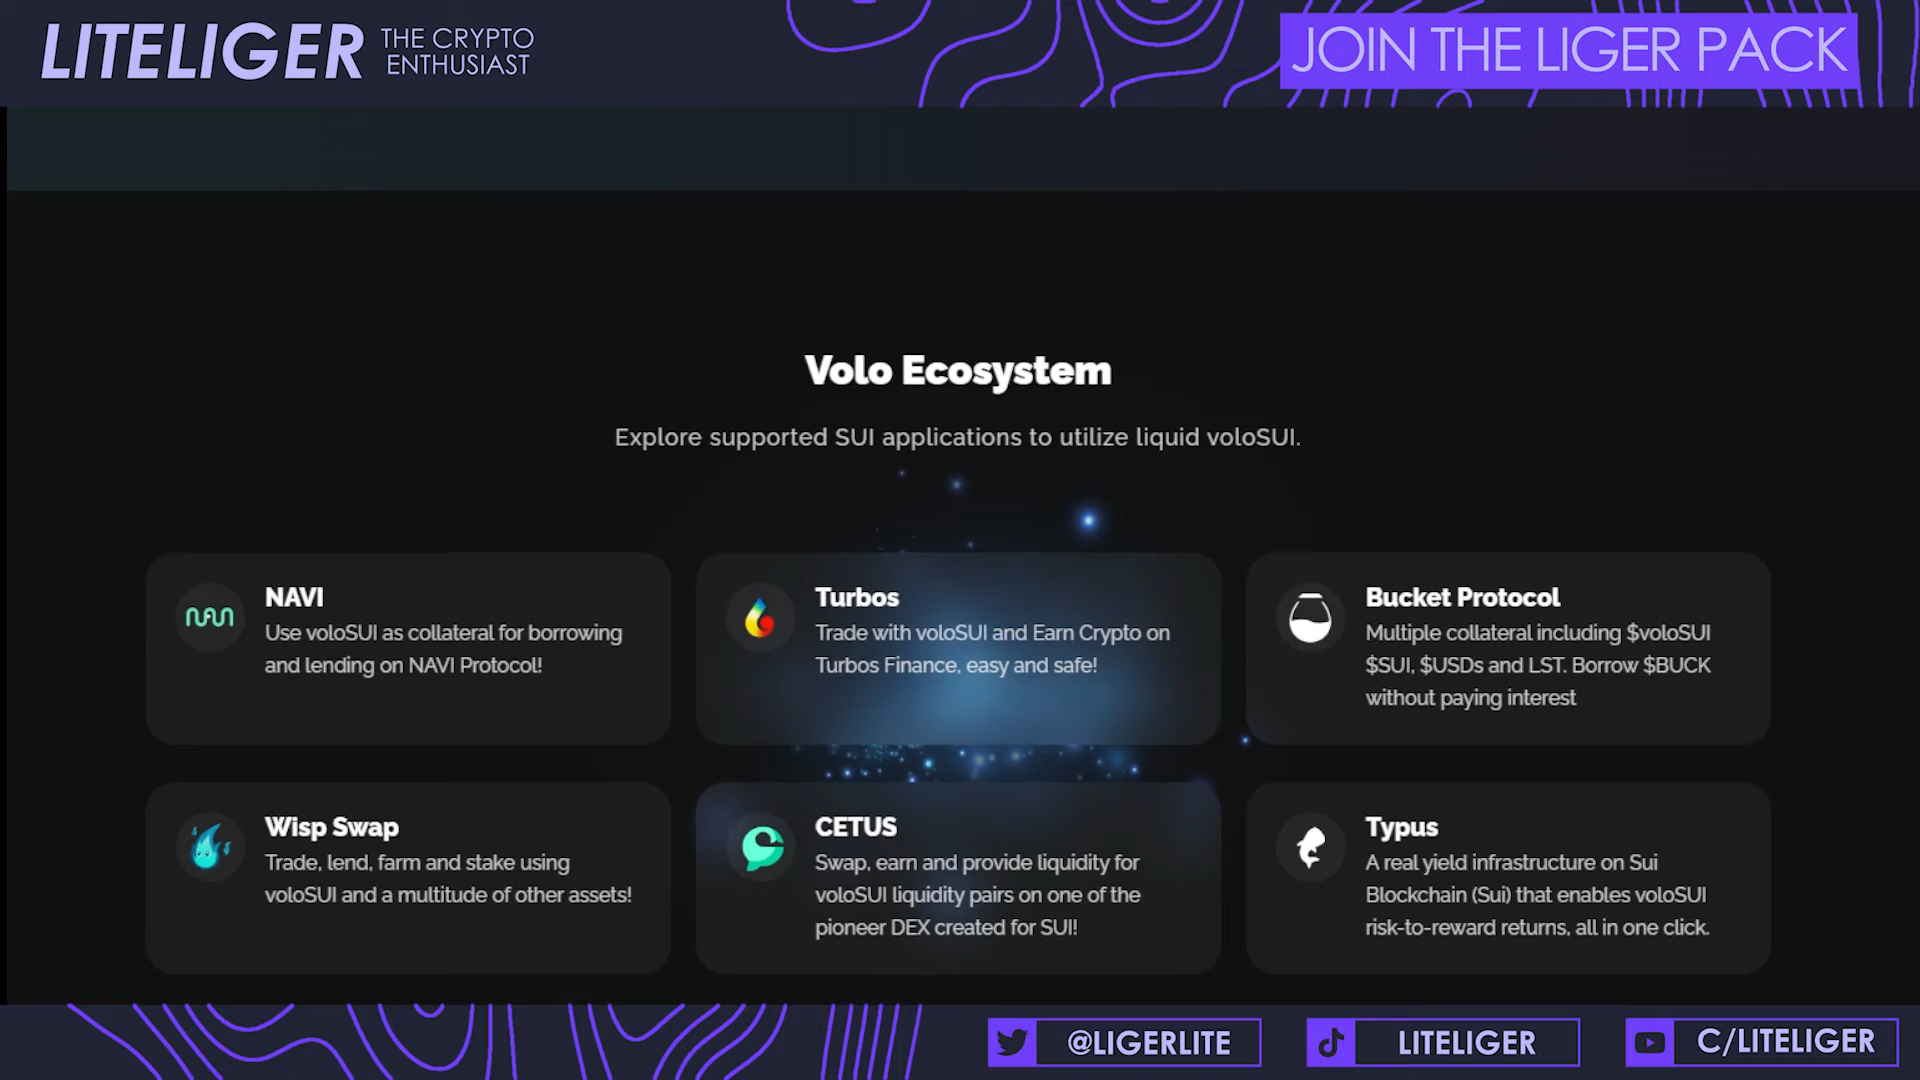 LITELIGER
THE CRYPTO
ENTHUSIAST
JOIN THE LIGER PACK
Volo Ecosystem
Explore supported SUI applications to utilize liquid voloSUI.
NAVI
Use voloSUI as collateral for borrowing
and lending on NAVI Protocol!
Turbos
Trade with voloSUI and Earn Crypto on
Turbos Finance, easy and safe!
Bucket Protocol
Multiple collateral including $voloSUI
$SUI, $USDs and LST. Borrow $BUCK
without paying interest
Wisp Swap
Trade, lend, farm and stake using
voloSUI and a multitude of other assets!
CETUS
Swap, earn and provide liquidity for
voloSUI liquidity pairs on one of the
pioneer DEX created for SUI!
Typus
A real yield infrastructure on Sui
Blockchain (Sui) that enables voloSUI
risk-to-reward returns, all in one click.
@LIGERLITE
LITELIGER
C/LITELIGER